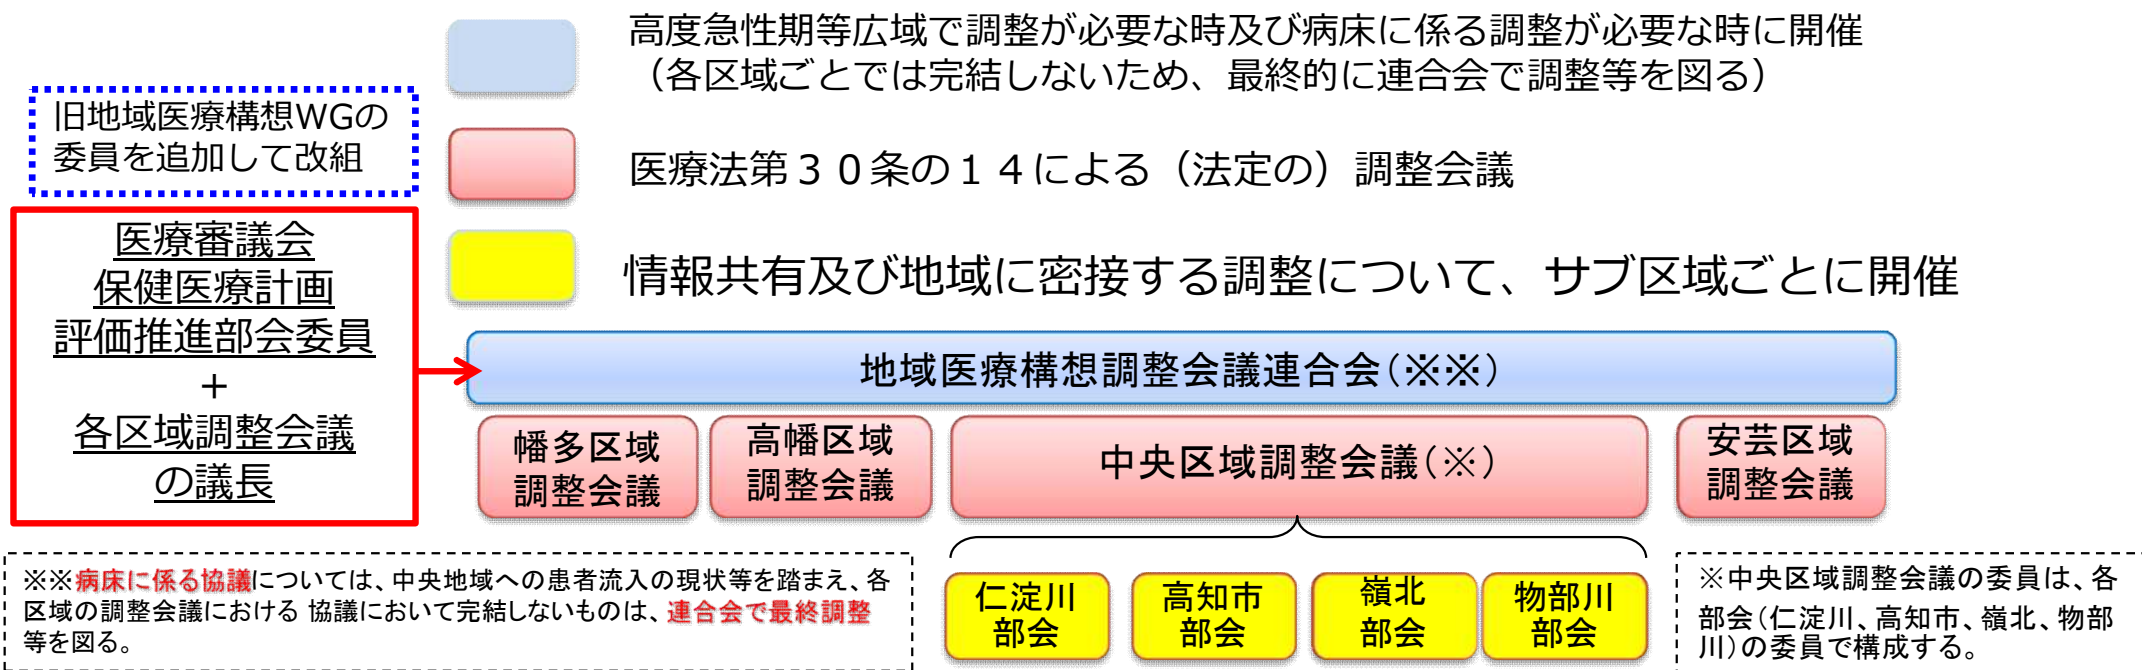 高度急性期等広域で調整が必要な時及び病床に係る調整が必要な時に開催
（各区域ごとでは完結しないため、最終的に連合会で調整等を図る）
旧地域医療構想WGの
委員を追加して改組
医療法第３０条の１４による（法定の）調整会議
情報共有及び地域に密接する調整について、サブ区域ごとに開催
医療審議会
保健医療計画
評価推進部会委員
+
各区域調整会議
の議長
地域医療構想調整会議連合会（※※）
幡多区域
調整会議
高幡区域
調整会議
中央区域調整会議（※）
安芸区域
調整会議
仁淀川
部会
高知市
部会
嶺北
部会
物部川
部会
※※病床に係る協議については、中央地域への患者流入の現状等を踏まえ、各
区域の調整会議における 協議において完結しないものは、連合会で最終調整
等を図る。
※中央区域調整会議の委員は、各
部会（仁淀川、高知市、嶺北、物部
川）の委員で構成する。